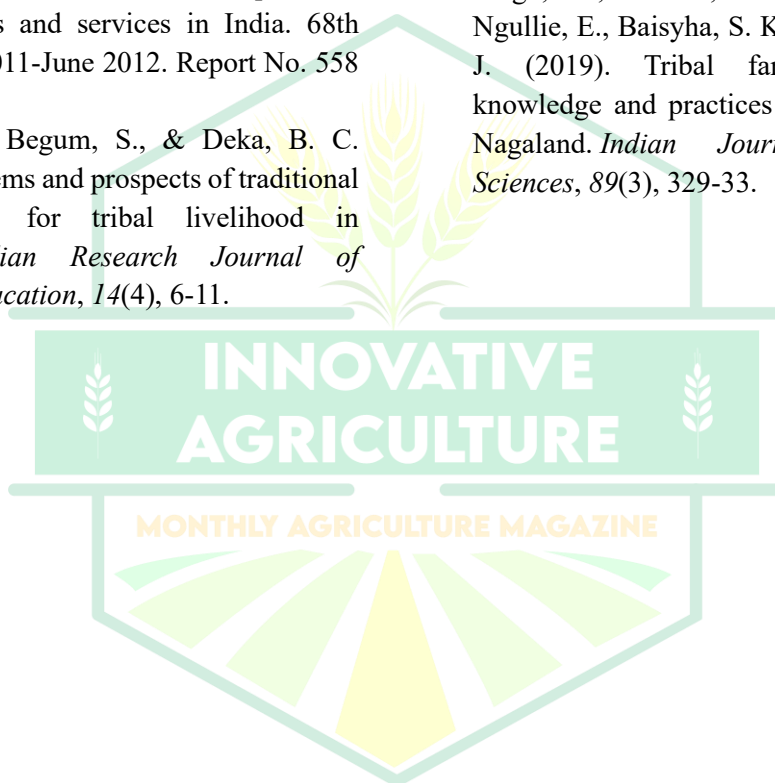 s and services in India. 68th
011-June 2012. Report No. 558
Begum, S., & Deka, B. C.
ems and prospects of traditional
for tribal livelihood in
ian Research Journal of
ucation, 14(4), 6-11.
Ngullie, E., Baisyha, S. K
J. (2019). Tribal far
knowledge and practices
Nagaland. Indian Jour
Sciences, 89(3), 329-33.
INNOVATIVE
AGRICULTURE
MONTHLY AGRICULTURE MAGAZINE